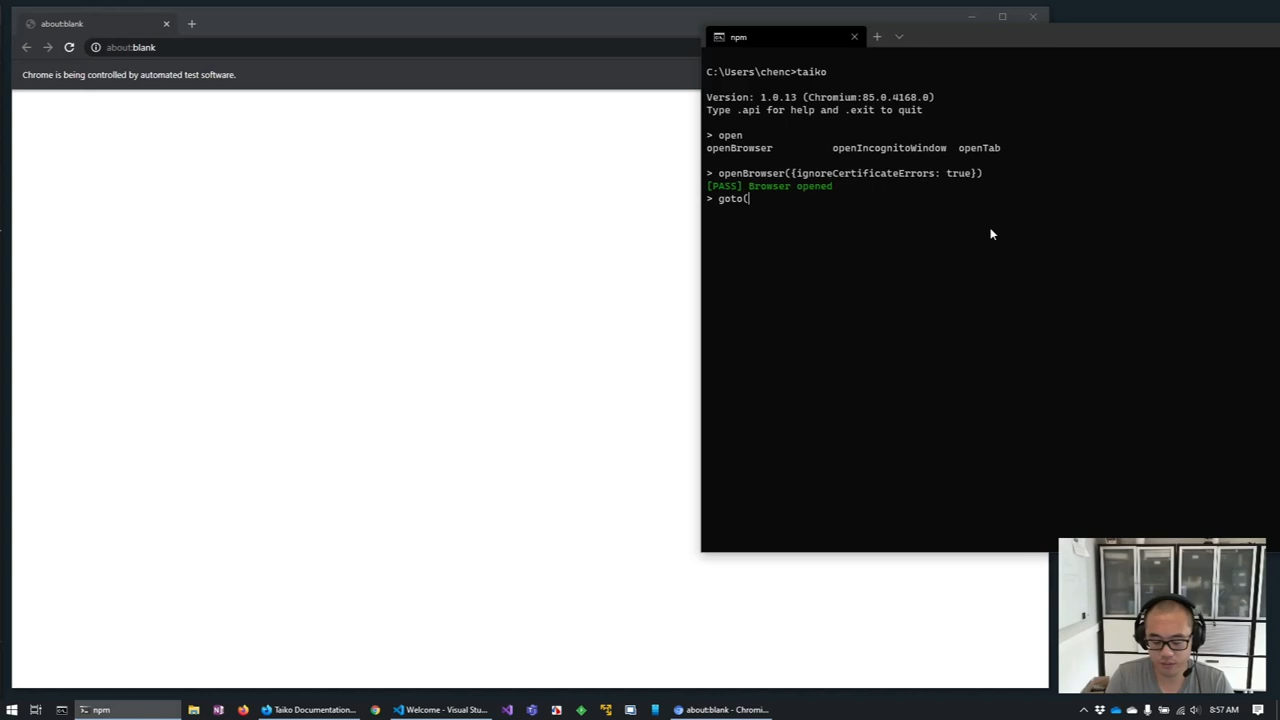 about:blank
about:blank
Chrome is being controlled by automated test software.
npm
C:\Users\chenc>taiko
Version: 1.0.13 (Chromium:85.0.4168.0)
Type .api for help and .exit to quit
> open
openBrowser openIncognitoWindow openTab
> openBrowser({ignoreCertificateErrors: true})
[PASS] Browser opened
> goto(
npm
Taiko Documentation...
Welcome - Visual Stu...
about:blank - Chromi...
8:57 AM